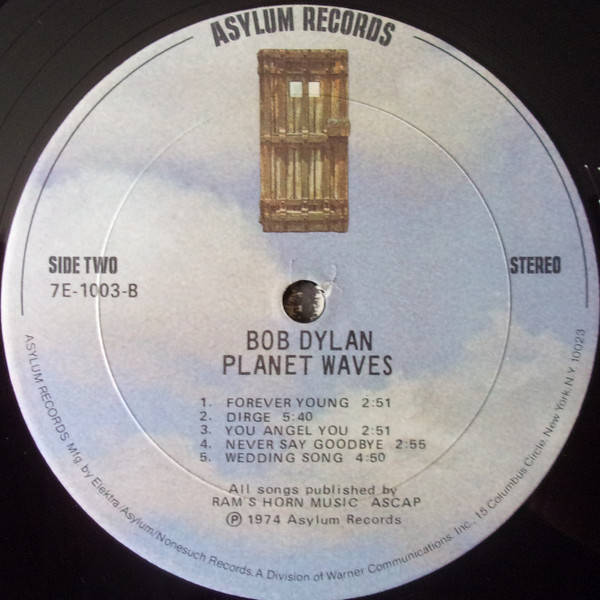 ASYLUM RECORDS
SIDE TWO
STEREO
7E-1003-B
BOB DYLAN
PLANET WAVES
1. FOREVER YOUNG 2:51
2. DIRGE 5:40
3. YOU ANGEL YOU 2:51
4. NEVER SAY GOODBYE 2:55
5. WEDDING SONG 4:50
All songs published by
RAM'S HORN MUSIC ASCAP
Ⓟ 1974 Asylum Records
ASYLUM RECORDS Mfg. by Elektra/Asylum/Nonesuch Records. A Division of Warner Communications Inc., 15 Columbus Circle, New York, N.Y. 10023